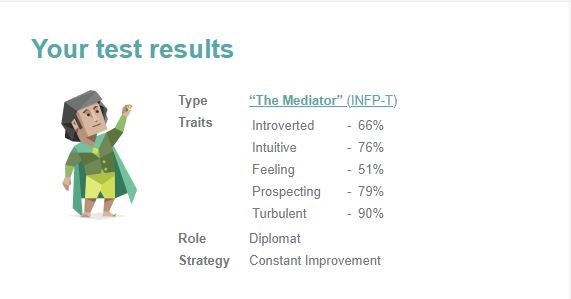 Your test results
Type “The Mediator” (INFP-T)
Traits
Introverted - 66%
Intuitive - 76%
Feeling - 51%
Prospecting - 79%
Turbulent - 90%
Role Diplomat
Strategy Constant Improvement